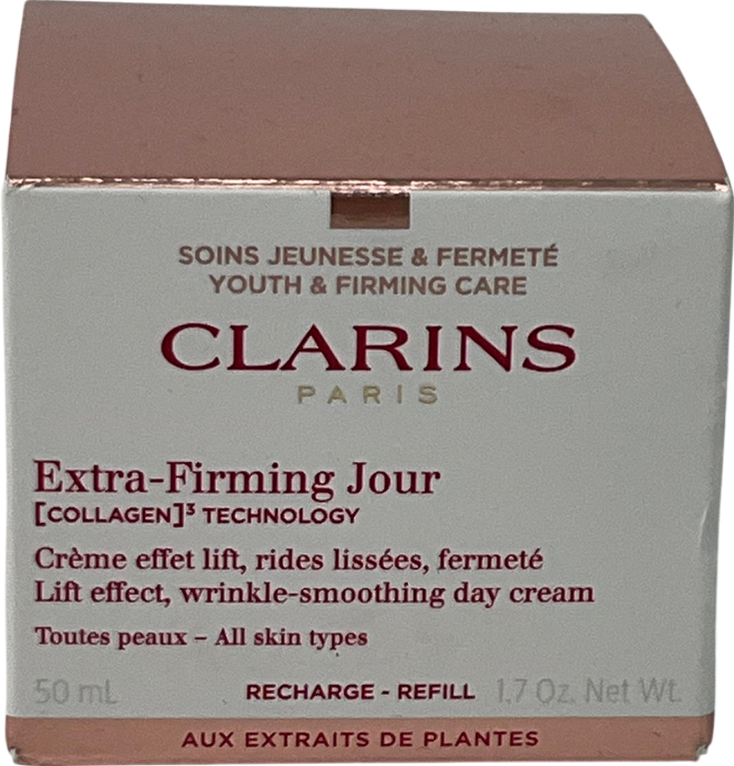 SOINS JEUNESSE & FERMETÉ
YOUTH & FIRMING CARE
CLARINS
PARIS
Extra-Firming Jour
[COLLAGEN]³ TECHNOLOGY
Crème effet lift, rides lissées, fermeté
Lift effect, wrinkle-smoothing day cream
Toutes peaux – All skin types
50 mL RECHARGE - REFILL 1.7 Oz. Net Wt.
AUX EXTRAITS DE PLANTES